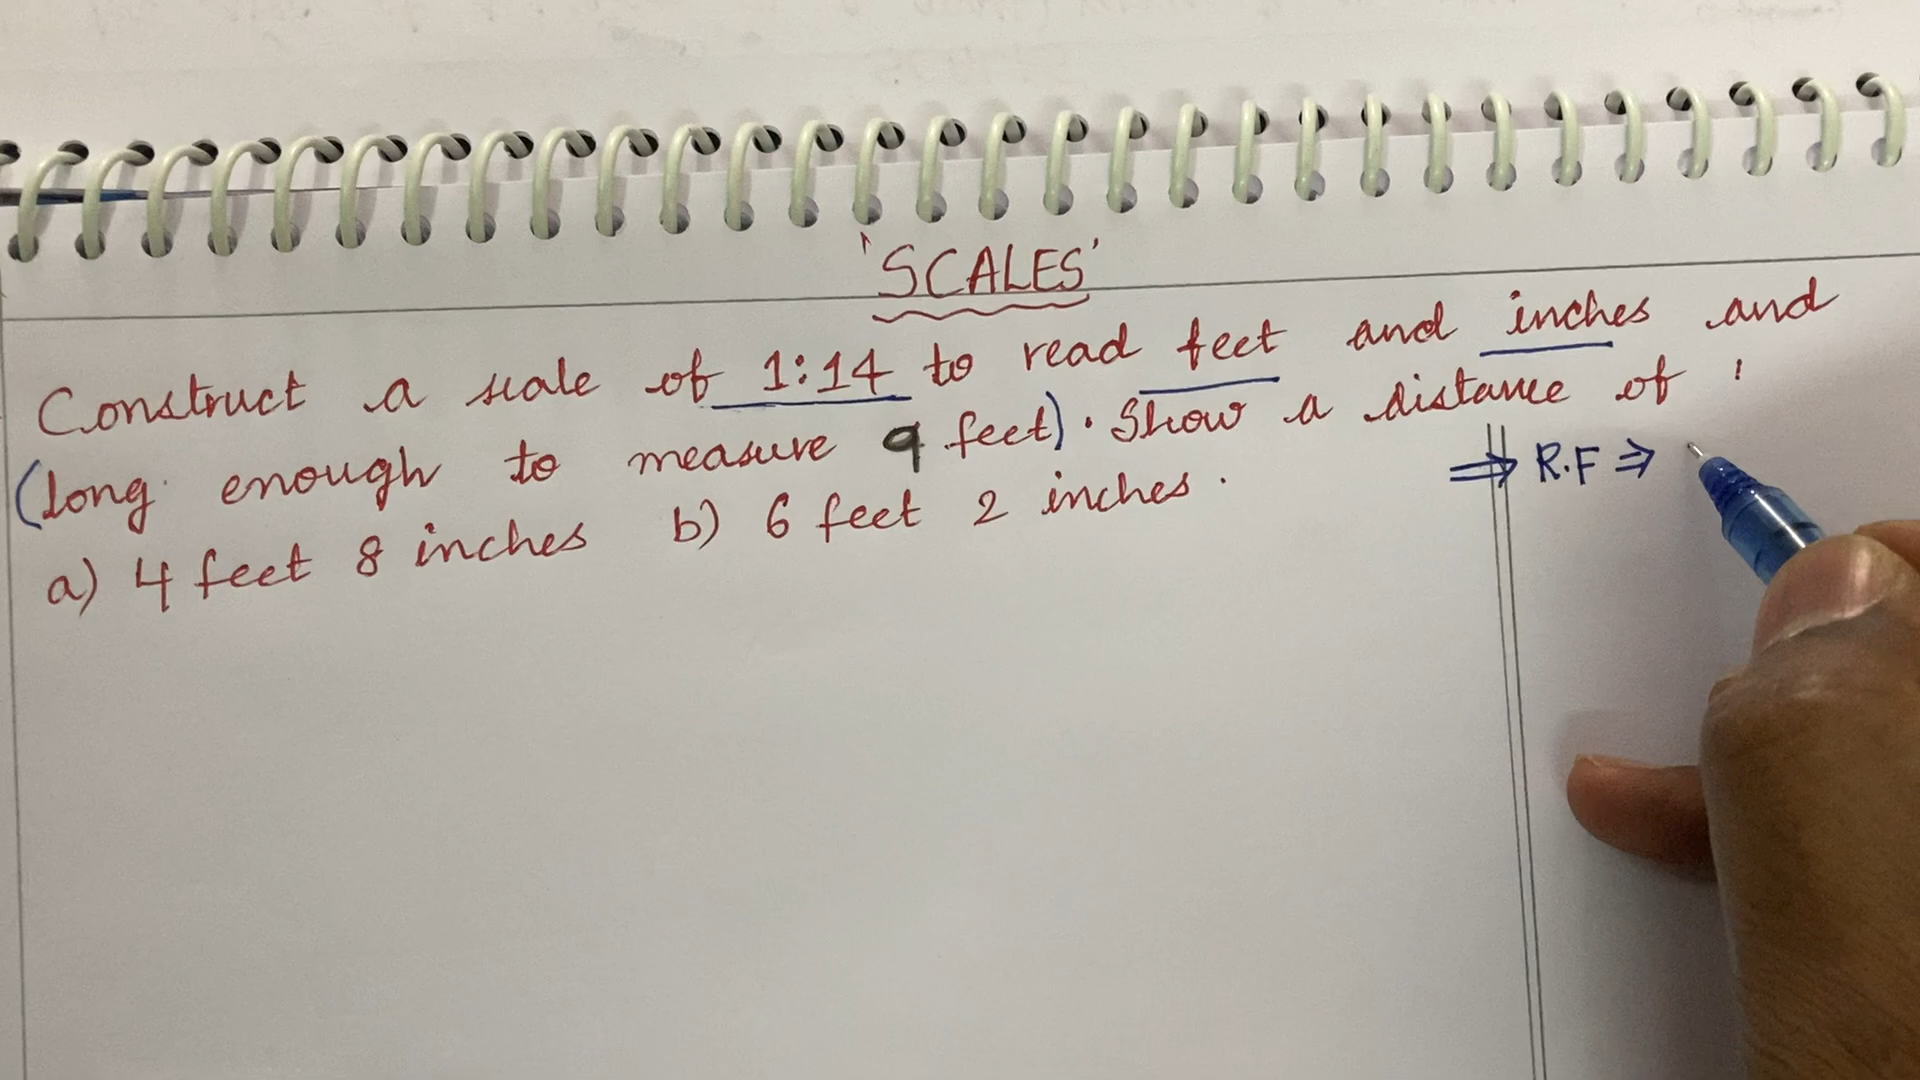 'SCALES'
Construct a scale of 1:14 to read feet and inches and
(long enough to measure 9 feet). Show a distance of '
a) 4 feet 8 inches b) 6 feet 2 inches.
⇒ R.F ⇒